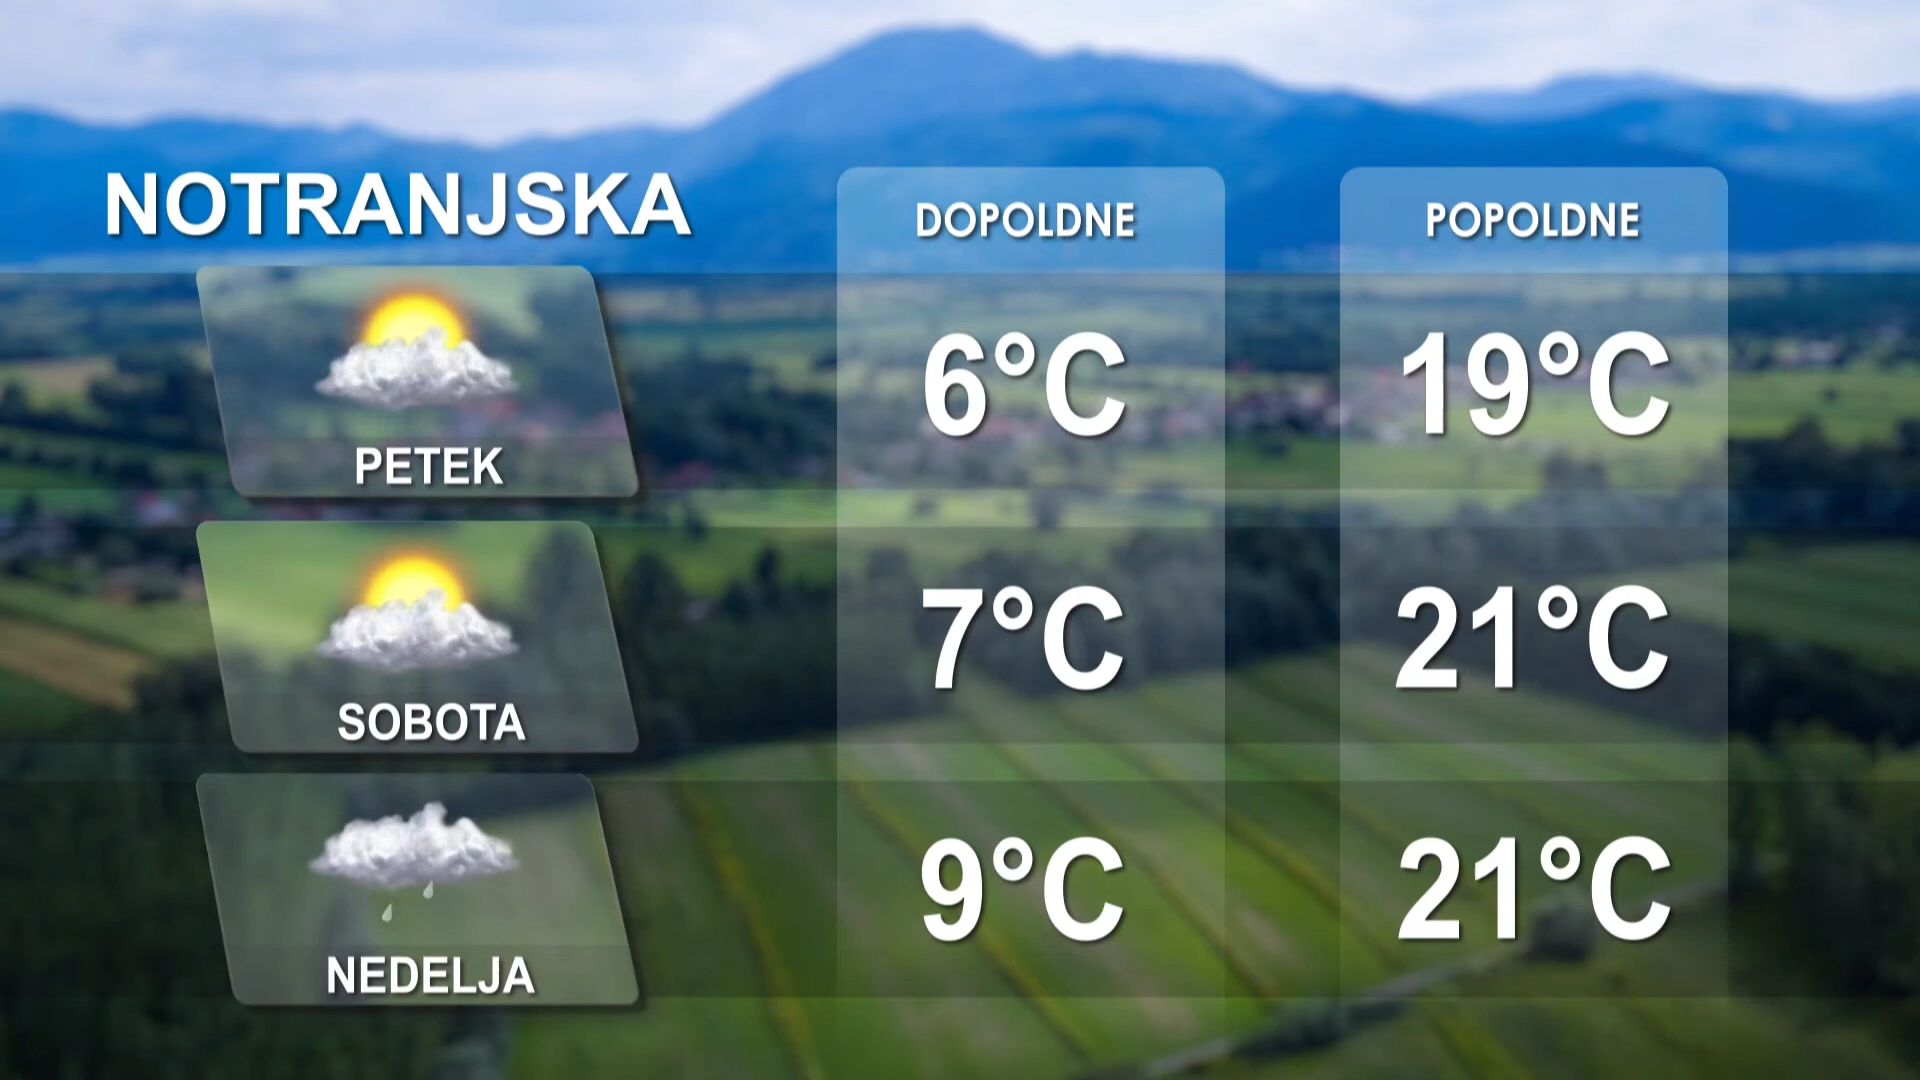 NOTRANJSKA
DOPOLDNE POPOLDNE
PETEK 6°C 19°C
SOBOTA 7°C 21°C
NEDELJA 9°C 21°C